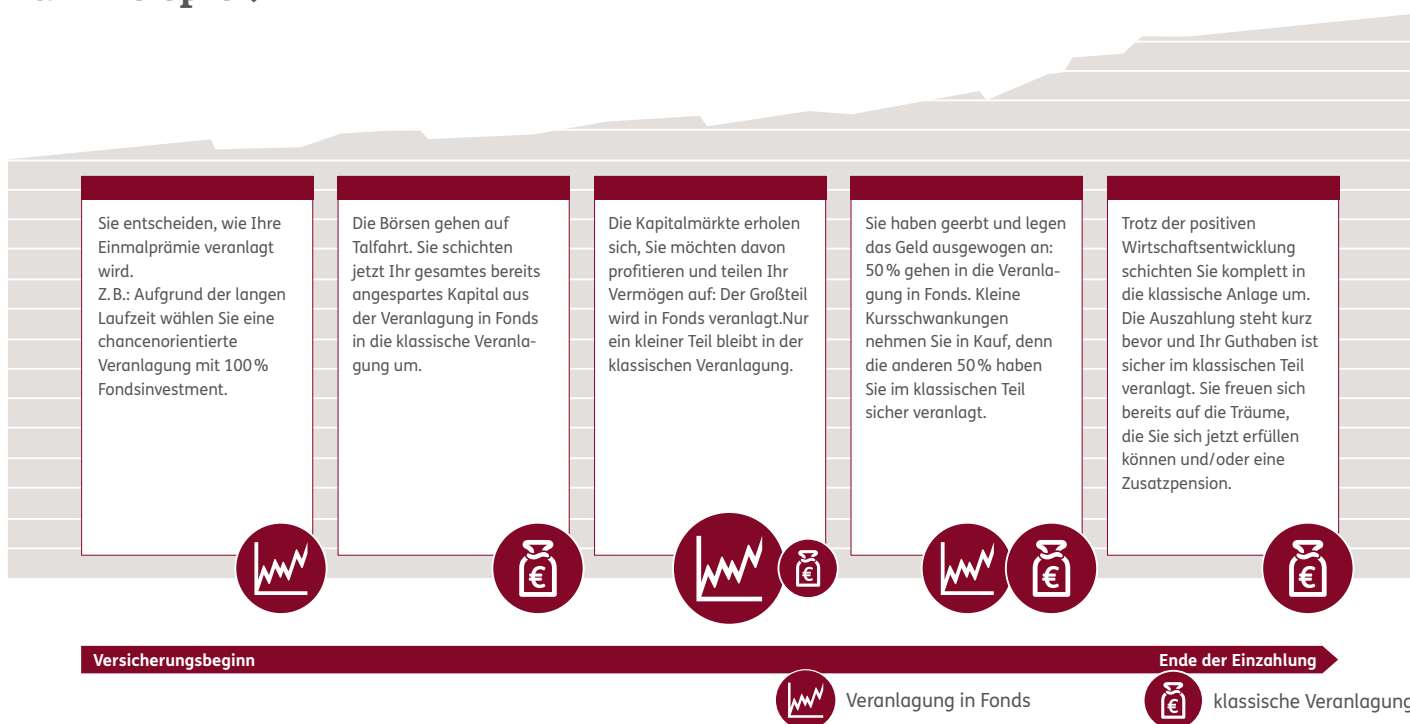 Sie entscheiden, wie Ihre
Einmalprämie veranlagt
wird.
Z.B.: Aufgrund der langen
Laufzeit wählen Sie eine
chancenorientierte
Veranlagung mit 100% 
Fondsinvestment.
Die Börsen gehen auf
Talfahrt. Sie schichten
jetzt Ihr gesamtes bereits
angespartes Kapital aus
der Veranlagung in Fonds
in die klassische Veranla-
gung um.
Die Kapitalmärkte erholen
sich, Sie möchten davon
profitieren und teilen Ihr
Vermögen auf: Der Großteil
wird in Fonds veranlagt.Nur
ein kleiner Teil bleibt in der
klassischen Veranlagung.
Sie haben geerbt und legen
das Geld ausgewogen an:
50% gehen in die Veranla-
gung in Fonds. Kleine
Kursschwankungen
nehmen Sie in Kauf, denn
die anderen 50% haben
Sie im klassischen Teil
sicher veranlagt.
Trotz der positiven
Wirtschaftsentwicklung
schichten Sie komplett in
die klassische Anlage um.
Die Auszahlung steht kurz
bevor und Ihr Guthaben ist
sicher im klassischen Teil
veranlagt. Sie freuen sich
bereits auf die Träume,
die Sie sich jetzt erfüllen
können und/oder eine
Zusatzpension.
€
€
€
€
Versicherungsbeginn
Ende der Einzahlung
Veranlagung in Fonds
€
klassische Veranlagung